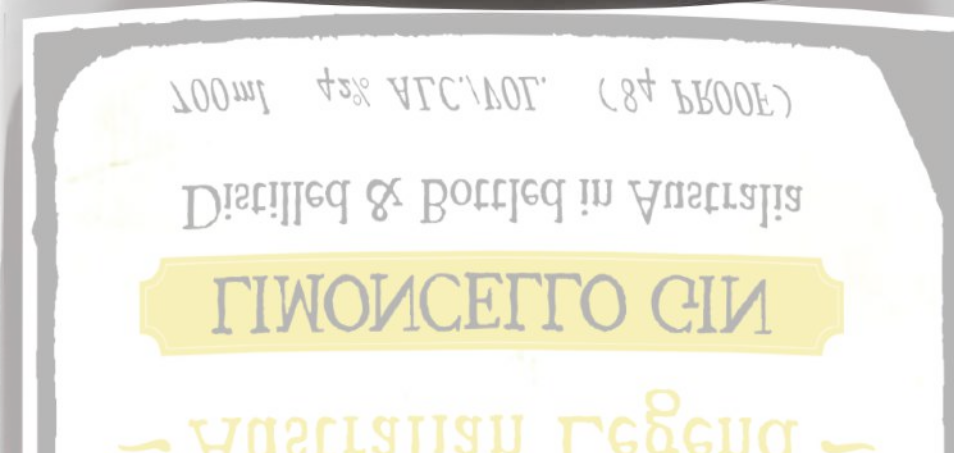 ~ Australian Legend ~
LIMONCELLO GIN
Distilled & Bottled in Australia
700ml 42% ALC./VOL. (84 PROOF)